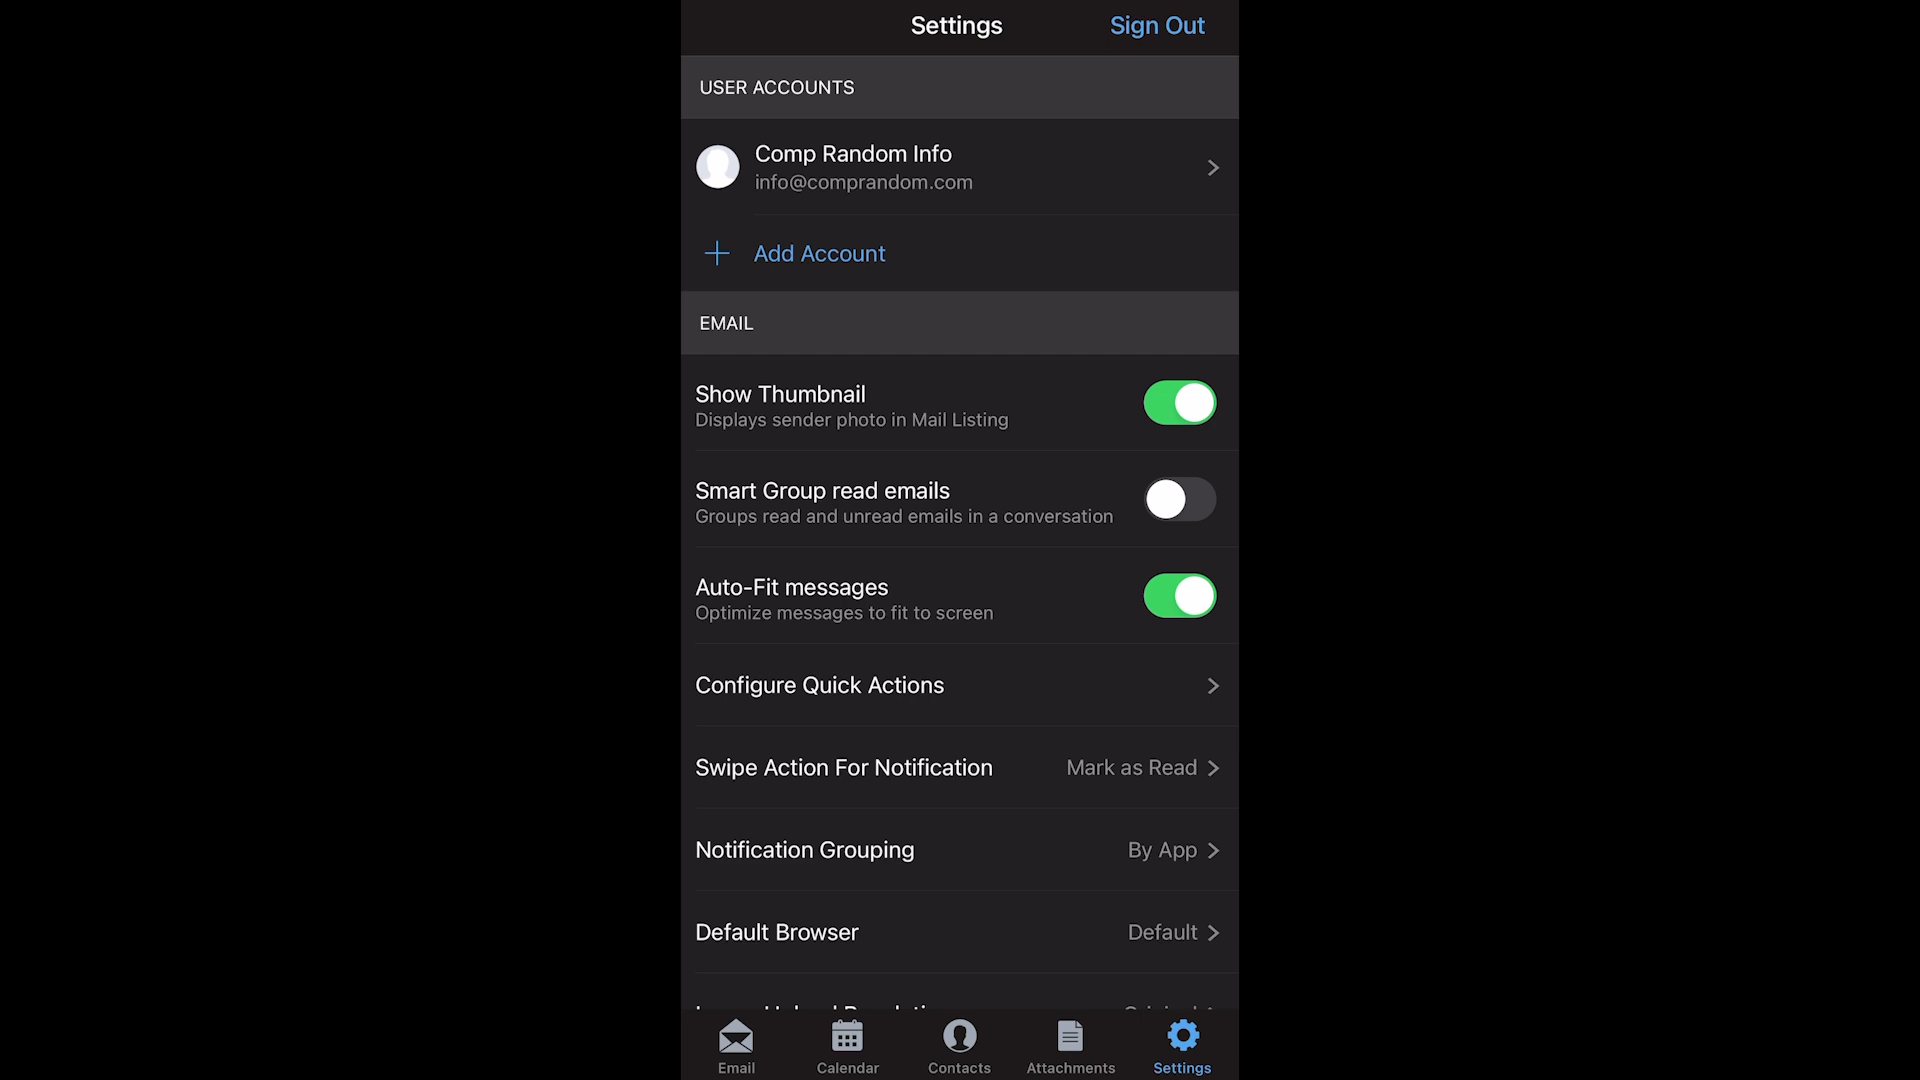 Settings
Sign Out
USER ACCOUNTS
Comp Random Info
info@comprandom.com
Add Account
EMAIL
Show Thumbnail
Displays sender photo in Mail Listing
Smart Group read emails
Groups read and unread emails in a conversation
Auto-Fit messages
Optimize messages to fit to screen
Configure Quick Actions
Swipe Action For Notification
Mark as Read
Notification Grouping
By App
Default Browser
Default
Email
Calendar
Contacts
Attachments
Settings